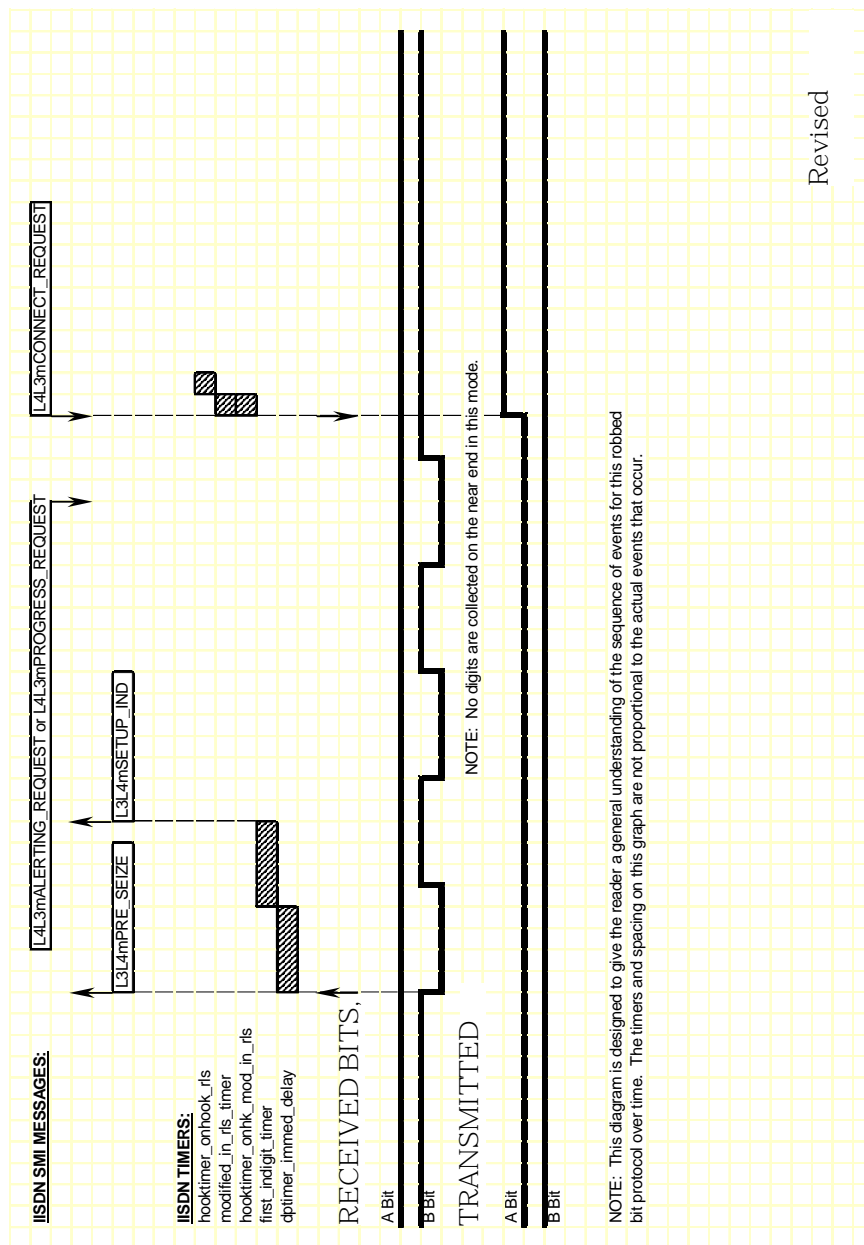 IISDN SMI MESSAGES:
L4L3mALERTING_REQUEST or L4L3mPROGRESS_REQUEST
L4L3mCONNECT_REQUEST
L3L4mPRE_SEIZE
L3L4mSETUP_IND
IISDN TIMERS:
hooktimer_onhook_rls
modified_in_rls_timer
hooktimer_onhk_mod_in_rls
first_indigit_timer
dptimer_immed_delay
RECEIVED BITS,
A Bit
B Bit
TRANSMITTED
NOTE: No digits are collected on the near end in this mode.
A Bit
B Bit
NOTE: This diagram is designed to give the reader a general understanding of the sequence of events for this robbed
bit protocol over time. The timers and spacing on this graph are not proportional to the actual events that occur.
Revised